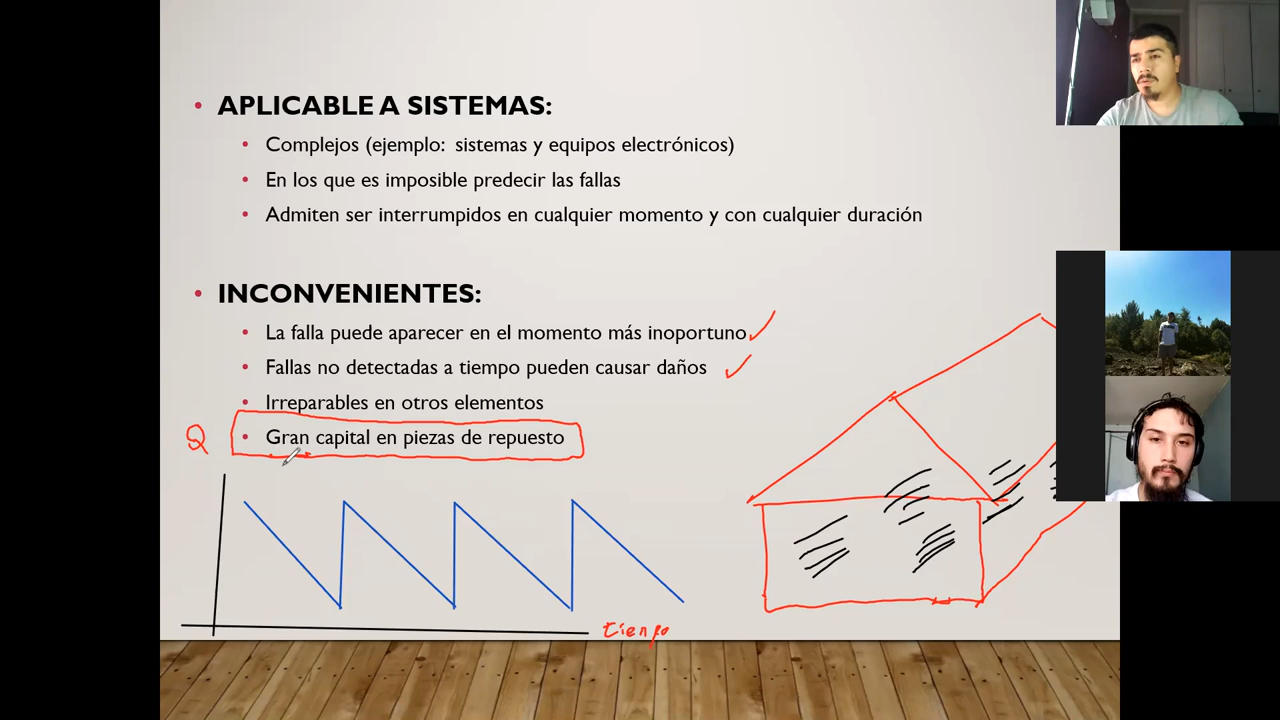 APLICABLE A SISTEMAS:
Complejos (ejemplo: sistemas y equipos electrónicos)
En los que es imposible predecir las fallas
Admiten ser interrumpidos en cualquier momento y con cualquier duración
INCONVENIENTES:
La falla puede aparecer en el momento más inoportuno
Fallas no detectadas a tiempo pueden causar daños
Irreparables en otros elementos
Gran capital en piezas de repuesto
Q
tiempo